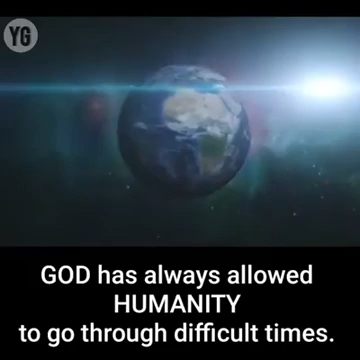 YG
GOD has always allowed
HUMANITY
to go through difficult times.